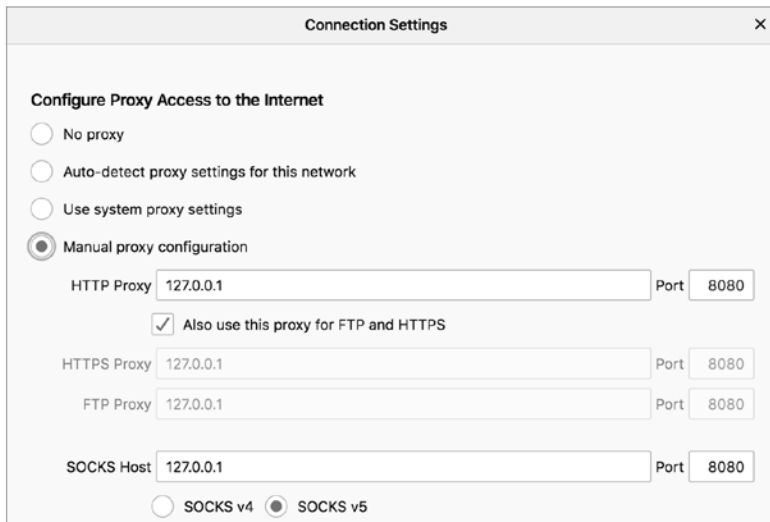 Connection Settings
Configure Proxy Access to the Internet
No proxy
Auto-detect proxy settings for this network
Use system proxy settings
Manual proxy configuration
HTTP Proxy 127.0.0.1 Port 8080
Also use this proxy for FTP and HTTPS
HTTPS Proxy 127.0.0.1 Port 8080
FTP Proxy 127.0.0.1 Port 8080
SOCKS Host 127.0.0.1 Port 8080
SOCKS v4 SOCKS v5